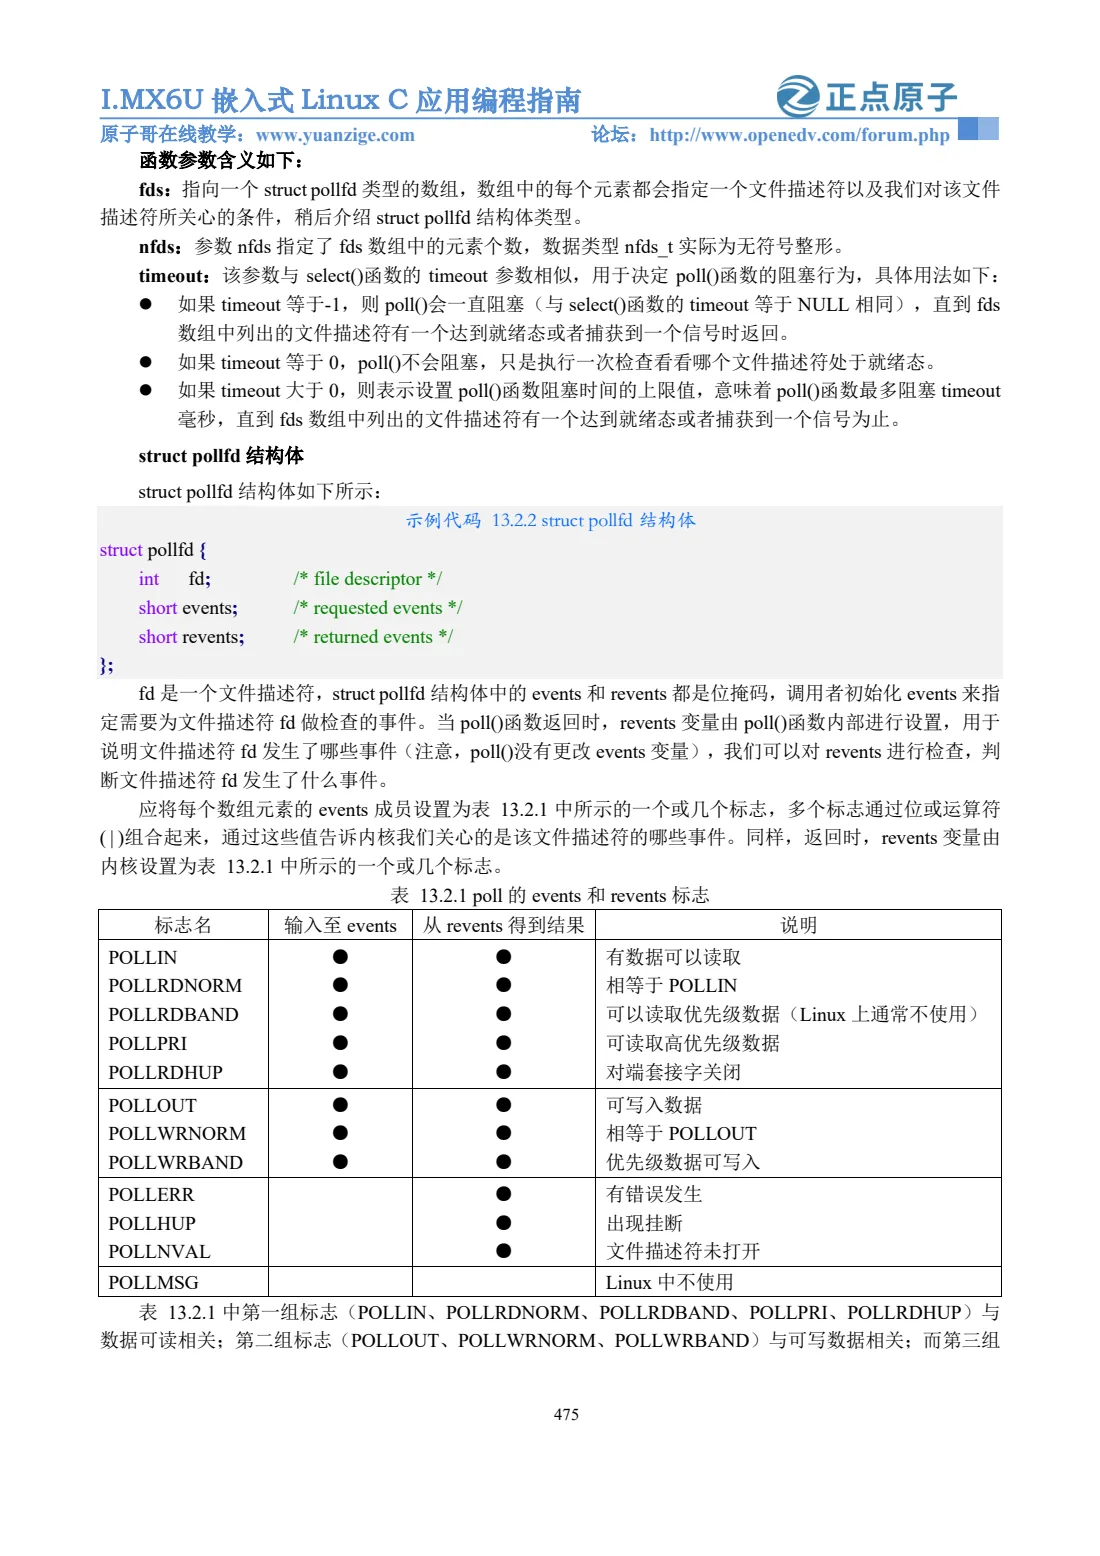 I.MX6U 嵌入式 Linux C 应用编程指南
正点原子
原子哥在线教学：www.yuanzige.com 论坛：http://www.openedv.com/forum.php
函数参数含义如下：
fds：指向一个 struct pollfd 类型的数组，数组中的每个元素都会指定一个文件描述符以及我们对该文件
描述符所关心的条件，稍后介绍 struct pollfd 结构体类型。
nfds：参数 nfds 指定了 fds 数组中的元素个数，数据类型 nfds_t 实际为无符号整形。
timeout：该参数与 select()函数的 timeout 参数相似，用于决定 poll()函数的阻塞行为，具体用法如下：
● 如果 timeout 等于-1，则 poll()会一直阻塞（与 select()函数的 timeout 等于 NULL 相同），直到 fds
数组中列出的文件描述符有一个达到就绪态或者捕获到一个信号时返回。
● 如果 timeout 等于 0，poll()不会阻塞，只是执行一次检查看看哪个文件描述符处于就绪态。
● 如果 timeout 大于 0，则表示设置 poll()函数阻塞时间的上限值，意味着 poll()函数最多阻塞 timeout
毫秒，直到 fds 数组中列出的文件描述符有一个达到就绪态或者捕获到一个信号为止。
struct pollfd 结构体
struct pollfd 结构体如下所示：
示例代码 13.2.2 struct pollfd 结构体
struct pollfd {
int fd; /* file descriptor */
short events; /* requested events */
short revents; /* returned events */
};
fd 是一个文件描述符，struct pollfd 结构体中的 events 和 revents 都是位掩码，调用者初始化 events 来指
定需要为文件描述符 fd 做检查的事件。当 poll()函数返回时，revents 变量由 poll()函数内部进行设置，用于
说明文件描述符 fd 发生了哪些事件（注意，poll()没有更改 events 变量），我们可以对 revents 进行检查，判
断文件描述符 fd 发生了什么事件。
应将每个数组元素的 events 成员设置为表 13.2.1 中所示的一个或几个标志，多个标志通过位或运算符
( | )组合起来，通过这些值告诉内核我们关心的是该文件描述符的哪些事件。同样，返回时，revents 变量由
内核设置为表 13.2.1 中所示的一个或几个标志。
表 13.2.1 poll 的 events 和 revents 标志
标志名 输入至 events 从 revents 得到结果 说明
POLLIN ● ● 有数据可以读取
POLLRDNORM ● ● 相等于 POLLIN
POLLRDBAND ● ● 可以读取优先级数据（Linux 上通常不使用）
POLLPRI ● ● 可读取高优先级数据
POLLRDHUP ● ● 对端套接字关闭
POLLOUT ● ● 可写入数据
POLLWRNORM ● ● 相等于 POLLOUT
POLLWRBAND ● ● 优先级数据可写入
POLLERR ● 有错误发生
POLLHUP ● 出现挂断
POLLNVAL ● 文件描述符未打开
POLLMSG Linux 中不使用
表 13.2.1 中第一组标志（POLLIN、POLLRDNORM、POLLRDBAND、POLLPRI、POLLRDHUP）与
数据可读相关；第二组标志（POLLOUT、POLLWRNORM、POLLWRBAND）与可写数据相关；而第三组
475